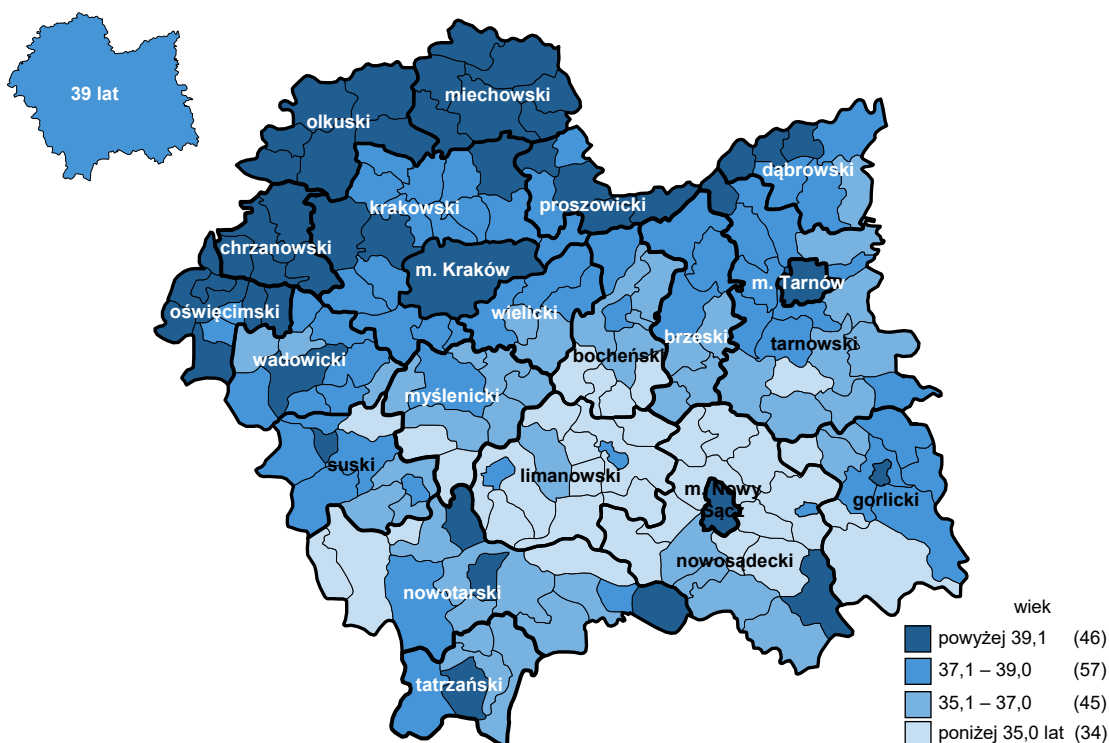 39 lat
miechowski
olkuski
dąbrowski
krakowski
proszowicki
chrzanowski
m. Kraków
m. Tarnów
oświęcimski
wielicki
brzeski
tarnowski
wadowicki
bocheński
myślenicki
suski
limanowski
m. Nowy
Sącz
gorlicki
nowosądecki
nowotarski
tatrzański
wiek
powyżej 39,1 (46)
37,1 – 39,0 (57)
35,1 – 37,0 (45)
poniżej 35,0 lat (34)